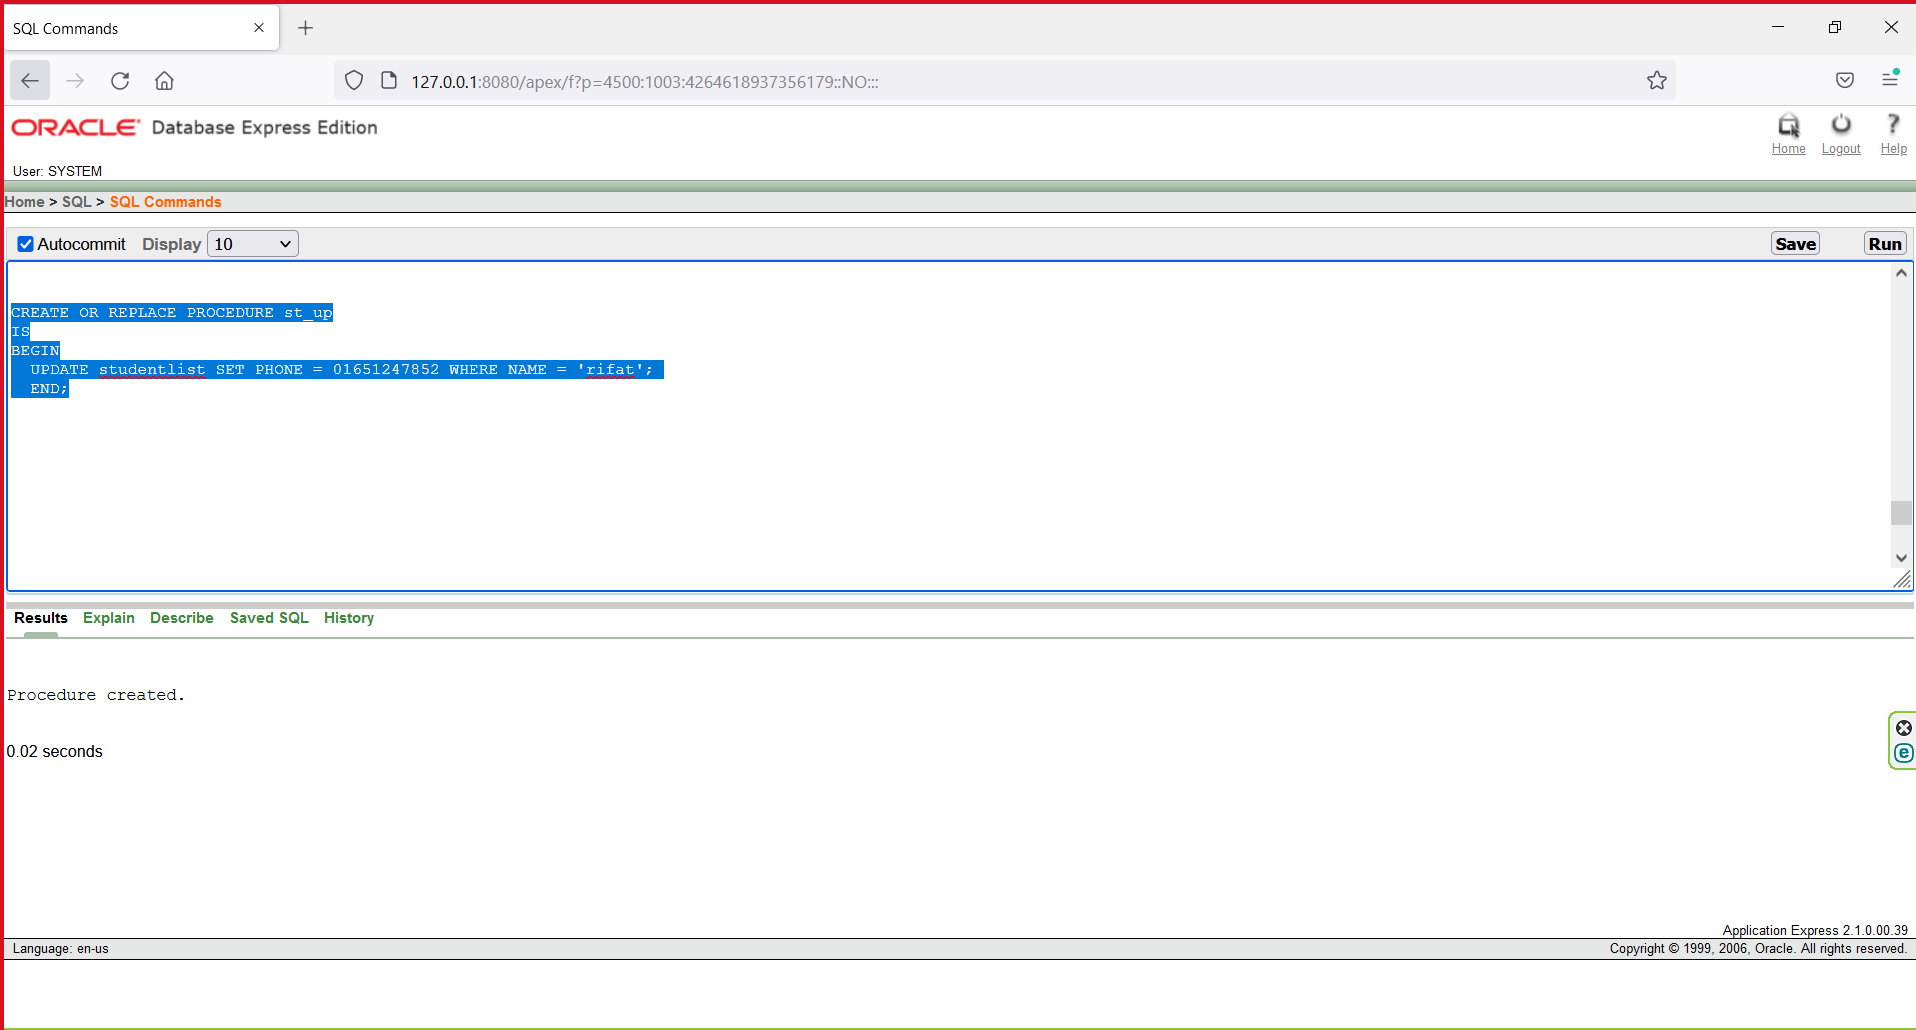 SQL Commands
127.0.0.1:8080/apex/f?p=4500:1003:4264618937356179::NO:::
ORACLE Database Express Edition
Home Logout Help
User: SYSTEM
Home > SQL > SQL Commands
Autocommit Display 10 Save Run
CREATE OR REPLACE PROCEDURE st_up
IS
BEGIN
UPDATE studentlist SET PHONE = 01651247852 WHERE NAME = 'rifat';
END;
Results Explain Describe Saved SQL History
Procedure created.
0.02 seconds
Application Express 2.1.0.00.39
Language: en-us Copyright © 1999, 2006, Oracle. All rights reserved.